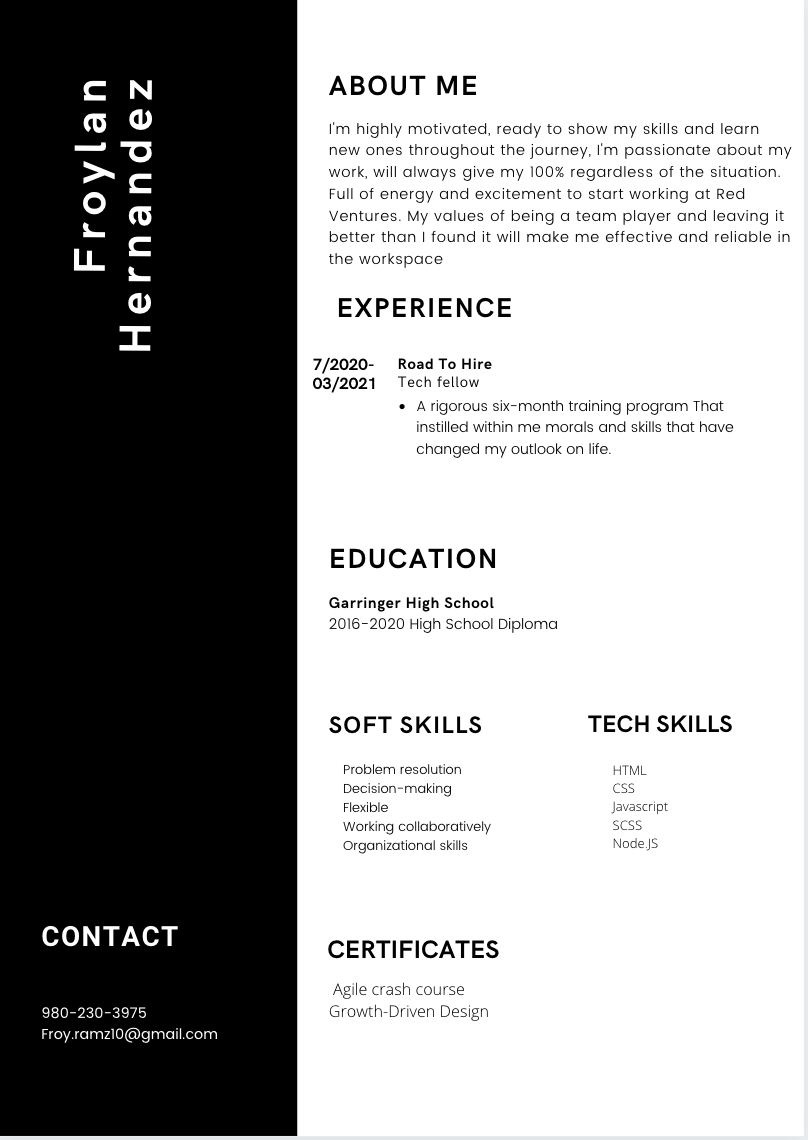 Froylan
Hernandez
ABOUT ME
I'm highly motivated, ready to show my skills and learn
new ones throughout the journey, I'm passionate about my
work, will always give my 100% regardless of the situation.
Full of energy and excitement to start working at Red
Ventures. My values of being a team player and leaving it
better than I found it will make me effective and reliable in
the workspace
EXPERIENCE
7/2020-
03/2021
Road To Hire
Tech fellow
• A rigorous six-month training program That
instilled within me morals and skills that have
changed my outlook on life.
EDUCATION
Garringer High School
2016-2020 High School Diploma
SOFT SKILLS
Problem resolution
Decision-making
Flexible
Working collaboratively
Organizational skills
TECH SKILLS
HTML
CSS
Javascript
SCSS
Node.JS
CONTACT
980-230-3975
Froy.ramz10@gmail.com
CERTIFICATES
Agile crash course
Growth-Driven Design